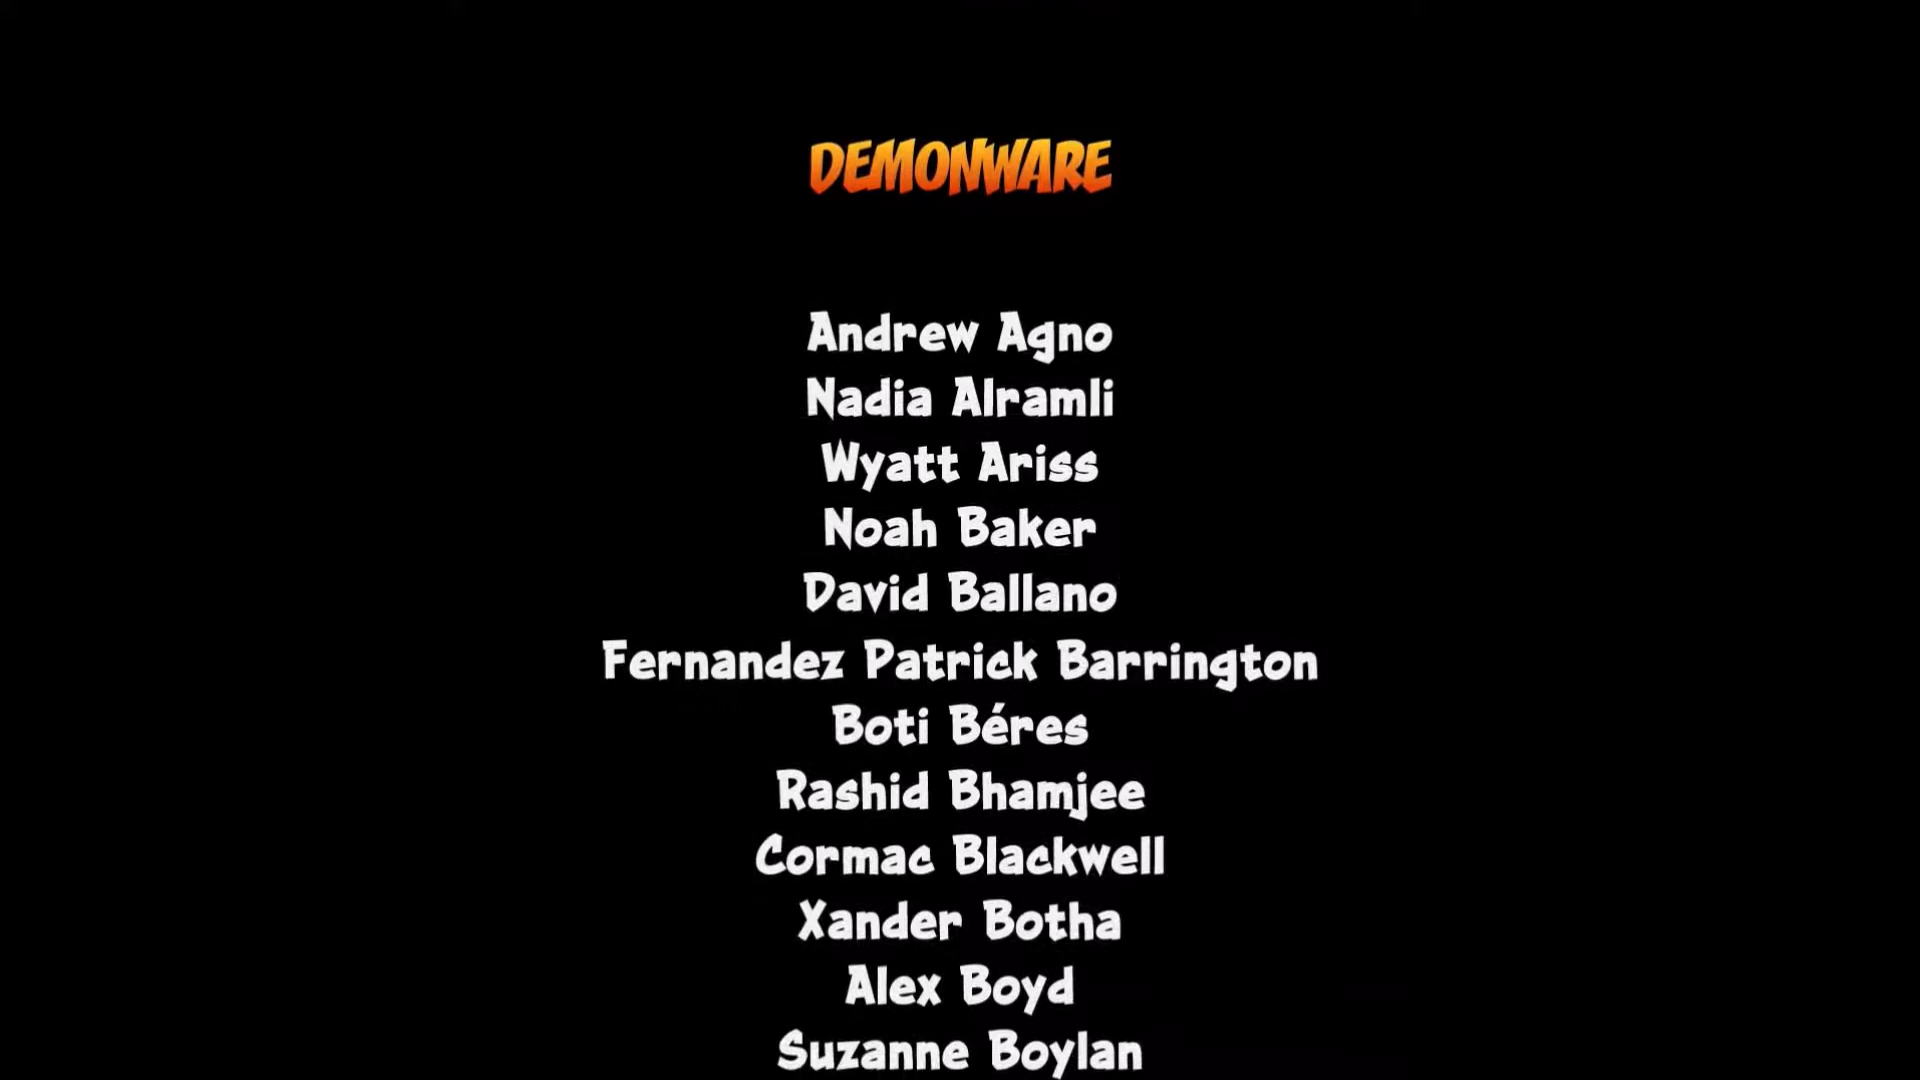 DEMONWARE
Andrew Agno
Nadia Alramli
Wyatt Ariss
Noah Baker
David Ballano
Fernandez Patrick Barrington
Boti Béres
Rashid Bhamjee
Cormac Blackwell
Xander Botha
Alex Boyd
Suzanne Boylan